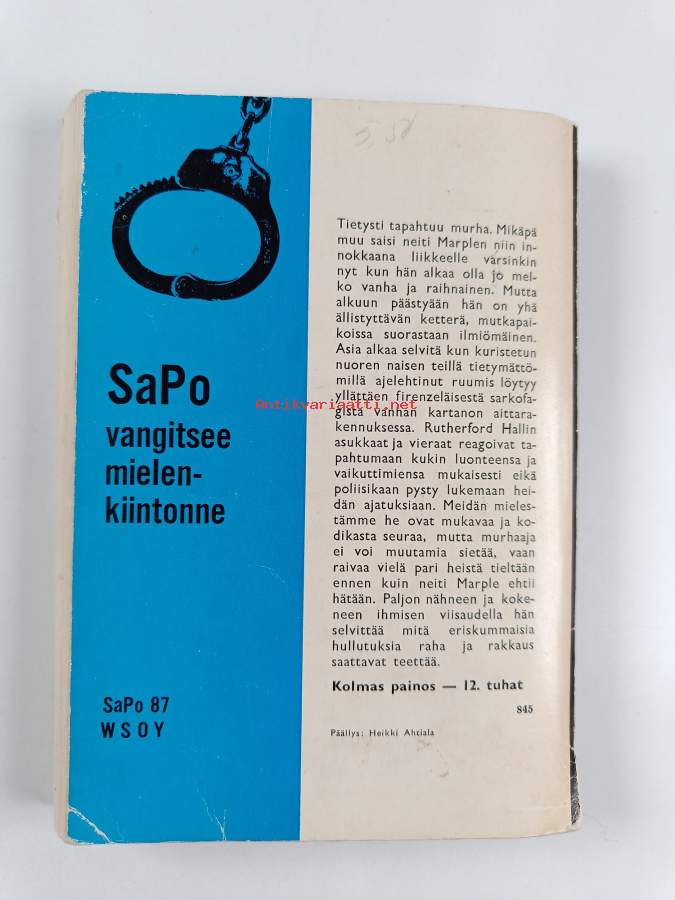 SaPo
vangitsee
mielen-
kiintonne
SaPo 87
WSOY
5,50
Tietysti tapahtuu murha. Mikäpä
muu saisi neiti Marplen niin in-
nokkaana liikkeelle varsinkin
nyt kun hän alkaa olla jo mel-
ko vanha ja raihnainen. Mutta
alkuun päästyään hän on yhä
ällistyttävän ketterä, mutkapai-
koissa suorastaan ilmiömäinen.
Asia alkaa selvitä kun kuristetun
nuoren naisen teillä tietymättö-
millä ajelehtinut ruumis löytyy
yllättäen firenzeläisestä sarkofa-
gista vanhan kartanon aittara-
kennuksessa. Rutherford Hallin
asukkaat ja vieraat reagoivat ta-
pahtumaan kukin luonteensa ja
vaikuttimiensa mukaisesti eikä
poliisikaan pysty lukemaan hei-
dän ajatuksiaan. Meidän mieles-
tämme he ovat mukavaa ja ko-
dikasta seuraa, mutta murhaaja
ei voi muutamia sietää, vaan
raivaa vielä pari heistä tieltään
ennen kuin neiti Marple ehtii
hätään. Paljon nähneen ja koke-
neen ihmisen viisaudella hän
selvittää mitä eriskummaisia
hullutuksia raha ja rakkaus
saattavat teettää.
Kolmas painos — 12. tuhat
845
Päällys: Heikki Ahtiala
Antikvariaatti.net